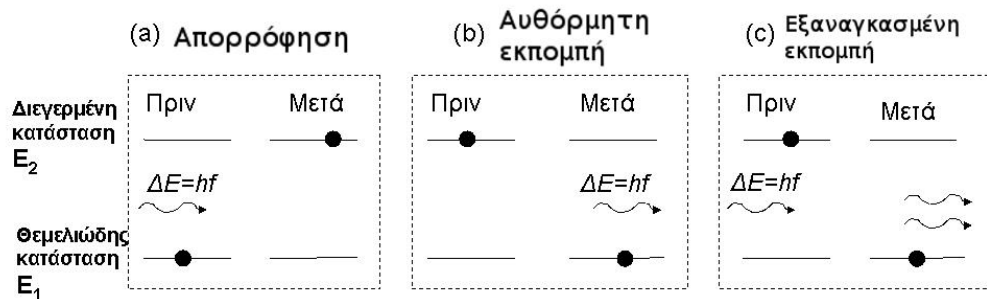 (a) Απορρόφηση
(b) Αυθόρμητη
εκπομπή
(c) Εξαναγκασμένη
εκπομπή
Διεγερμένη
κατάσταση
E2
Πριν
Μετά
Πριν
Μετά
Πριν
Μετά
ΔE=hf
ΔE=hf
ΔE=hf
Θεμελιώδης
κατάσταση
E1